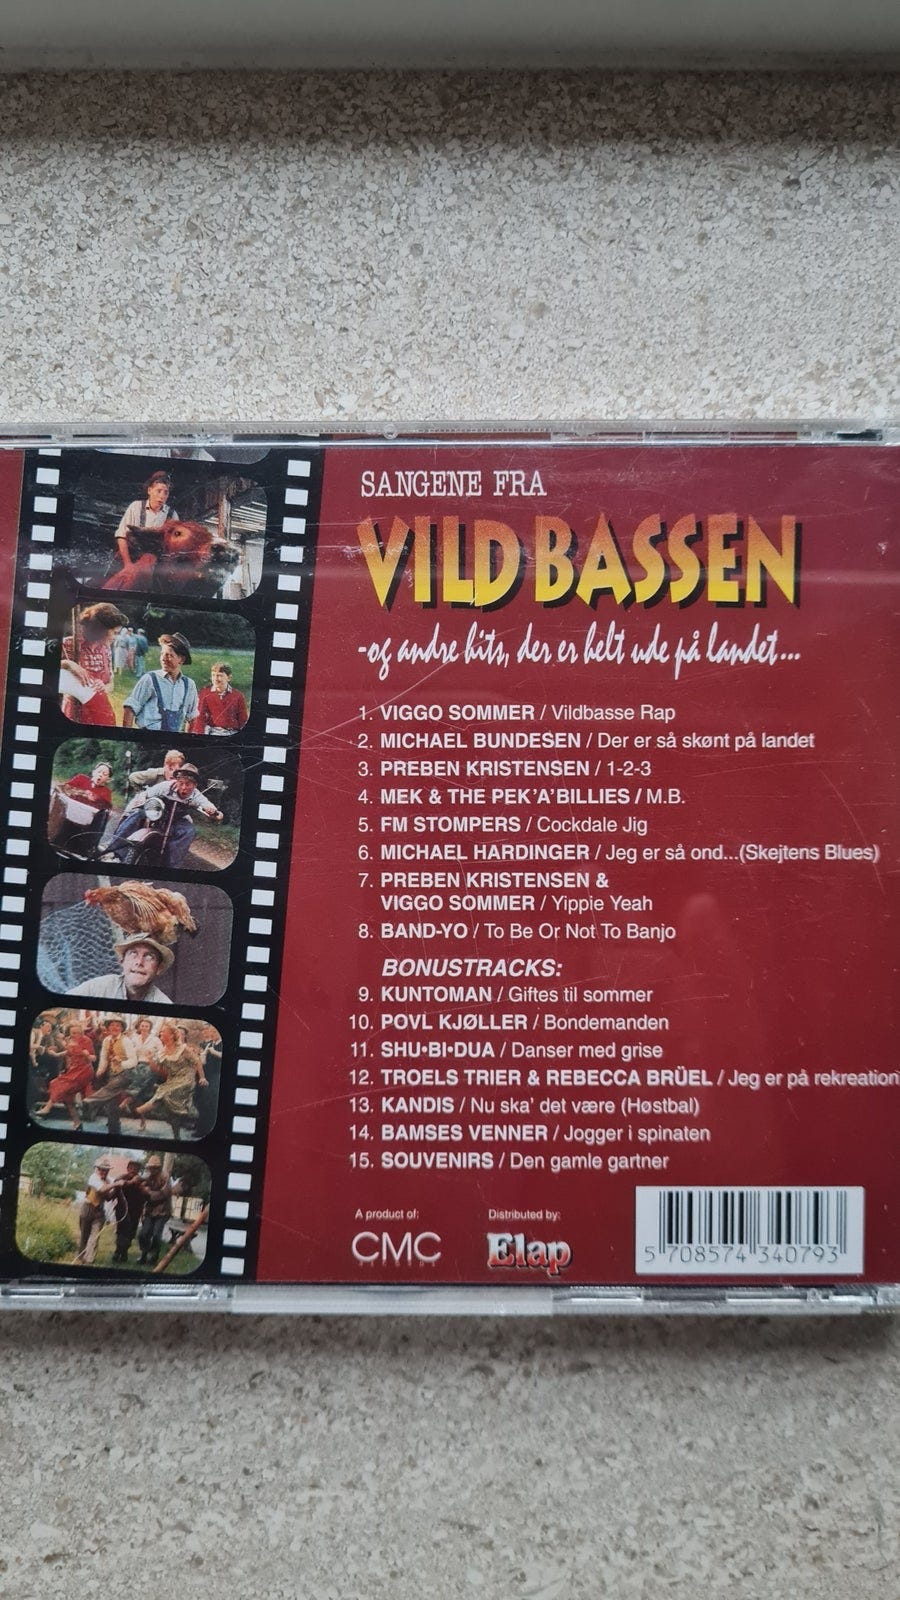 SANGENE FRA
VILDBASSEN
-og andre hits, der er helt ude på landet...
1. VIGGO SOMMER / Vildbasse Rap
2. MICHAEL BUNDESEN / Der er så skønt på landet
3. PREBEN KRISTENSEN / 1-2-3
4. MEK & THE PEK'A'BILLIES / M.B.
5. FM STOMPERS / Cockdale Jig
6. MICHAEL HARDINGER / Jeg er så ond...(Skejtens Blues)
7. PREBEN KRISTENSEN &
VIGGO SOMMER / Yippie Yeah
8. BAND-YO / To Be Or Not To Banjo
BONUSTRACKS:
9. KUNTOMAN / Giftes til sommer
10. POVL KJØLLER / Bondemanden
11. SHU•BI•DUA / Danser med grise
12. TROELS TRIER & REBECCA BRÜEL / Jeg er på rekreation
13. KANDIS / Nu ska' det være (Høstbal)
14. BAMSES VENNER / Jogger i spinaten
15. SOUVENIRS / Den gamle gartner
A product of:
CMC
Distributed by:
Elap
5 708574 340793